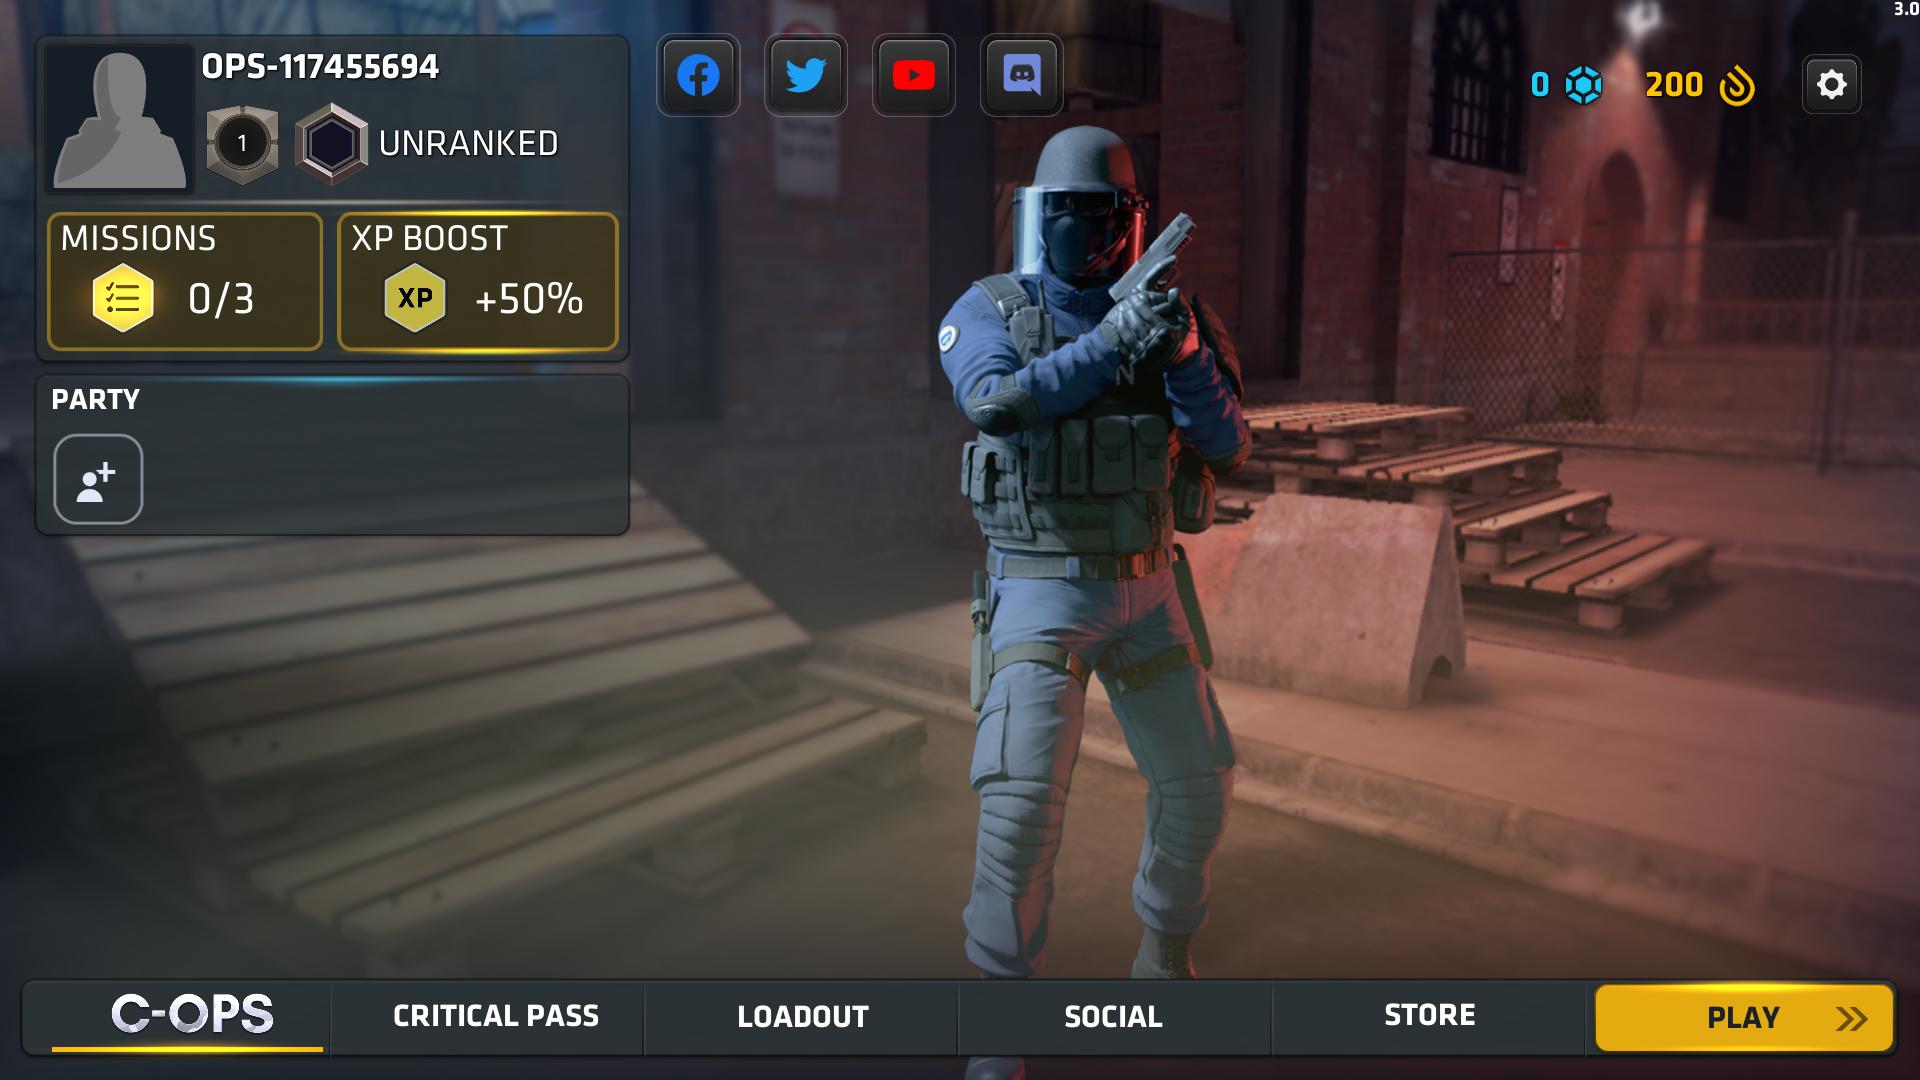 3.0
OPS-117455694
1
UNRANKED
0
200
MISSIONS
0/3
XP BOOST
XP
+50%
PARTY
C-OPS
CRITICAL PASS
LOADOUT
SOCIAL
STORE
PLAY